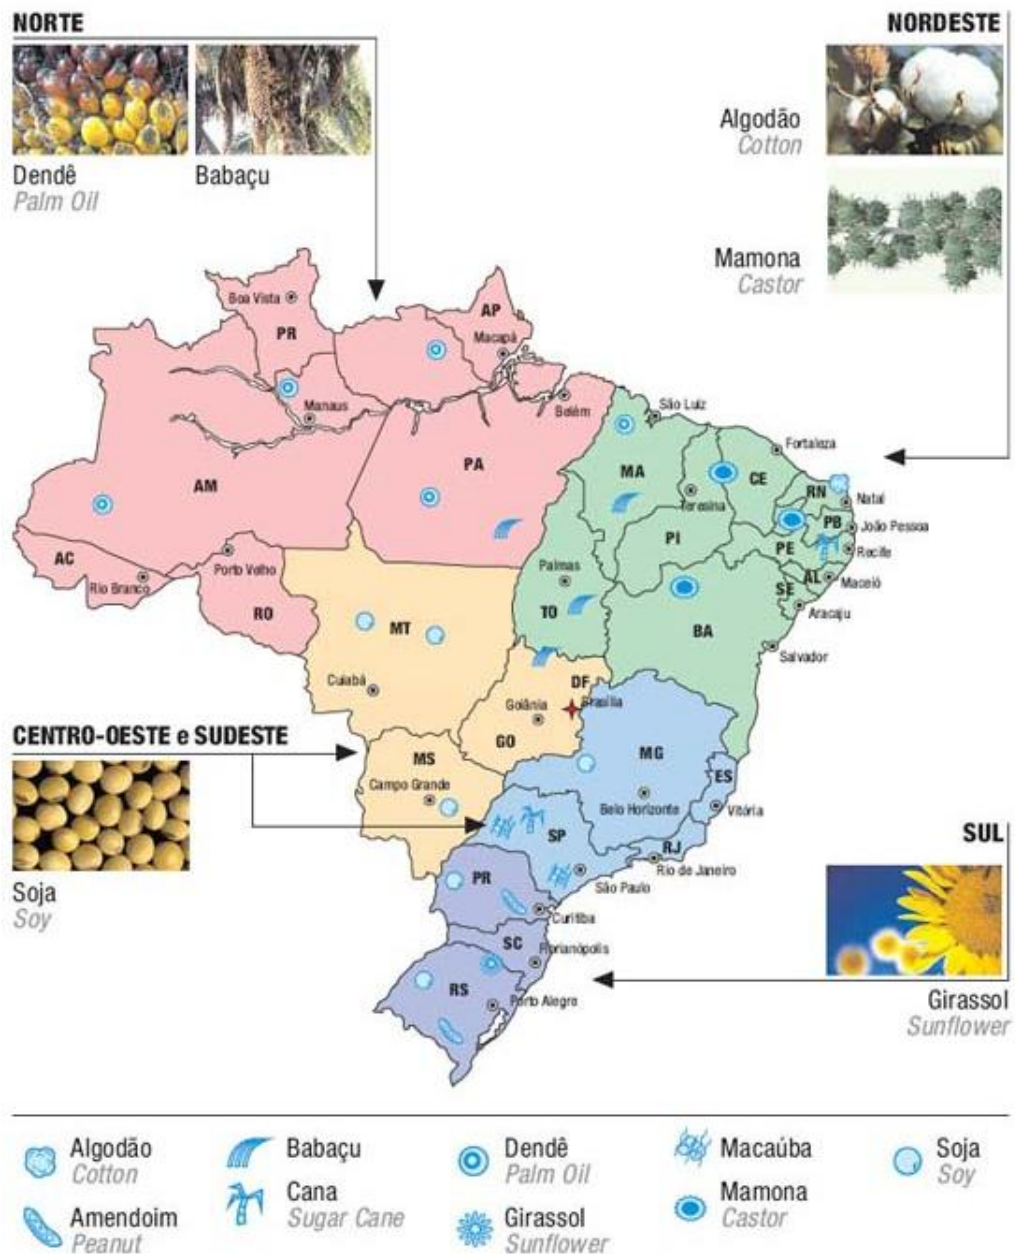 NORTE
Dendê
Palm Oil
Babaçu
NORDESTE
Algodão
Cotton
Mamona
Castor
Boa Vista
PR
AP
Macapá
Manaus
Belém
São Luiz
Fortaleza
AM
PA
MA
CE
RN
Natal
Teresina
PB
João Pessoa
PI
PE
Recife
AC
Rio Branco
Porto Velho
RO
Palmas
TO
AL
Maceió
SE
Aracaju
BA
Salvador
MT
Cuiabá
DF
Brasília
Goiânia
GO
CENTRO-OESTE e SUDESTE
Soja
Soy
MS
Campo Grande
MG
Belo Horizonte
ES
Vitória
SP
RJ
Rio de Janeiro
São Paulo
PR
Curitiba
SC
Florianópolis
RS
Porto Alegre
SUL
Girassol
Sunflower
Algodão
Cotton
Amendoim
Peanut
Babaçu
Cana
Sugar Cane
Dendê
Palm Oil
Girassol
Sunflower
Macaúba
Mamona
Castor
Soja
Soy